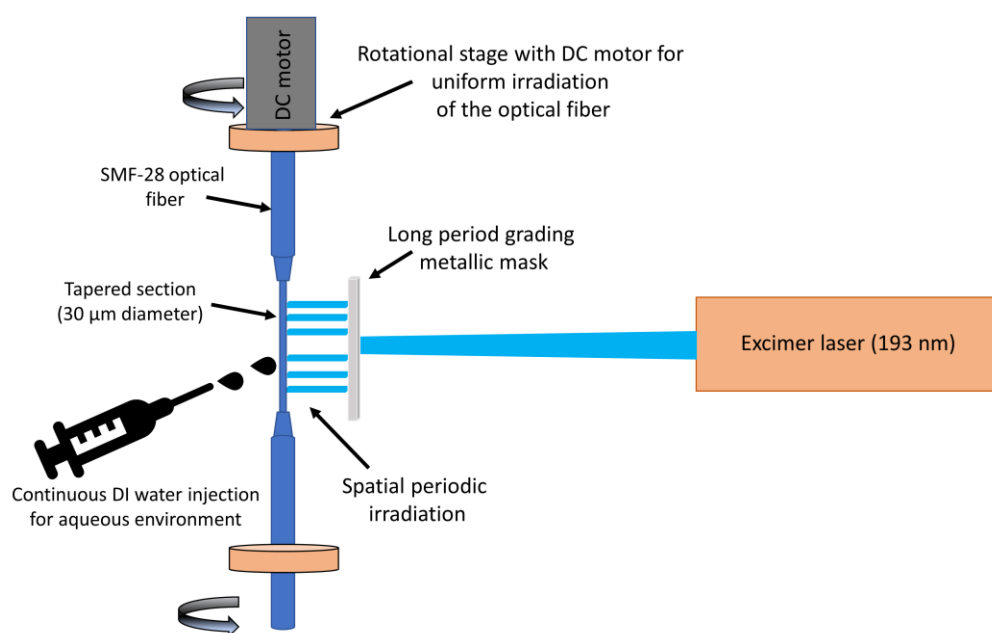 DC motor
Rotational stage with DC motor for
uniform irradiation
of the optical fiber
SMF-28 optical
fiber
Long period grading
metallic mask
Tapered section
(30 µm diameter)
Excimer laser (193 nm)
Continuous DI water injection
for aqueous environment
Spatial periodic
irradiation